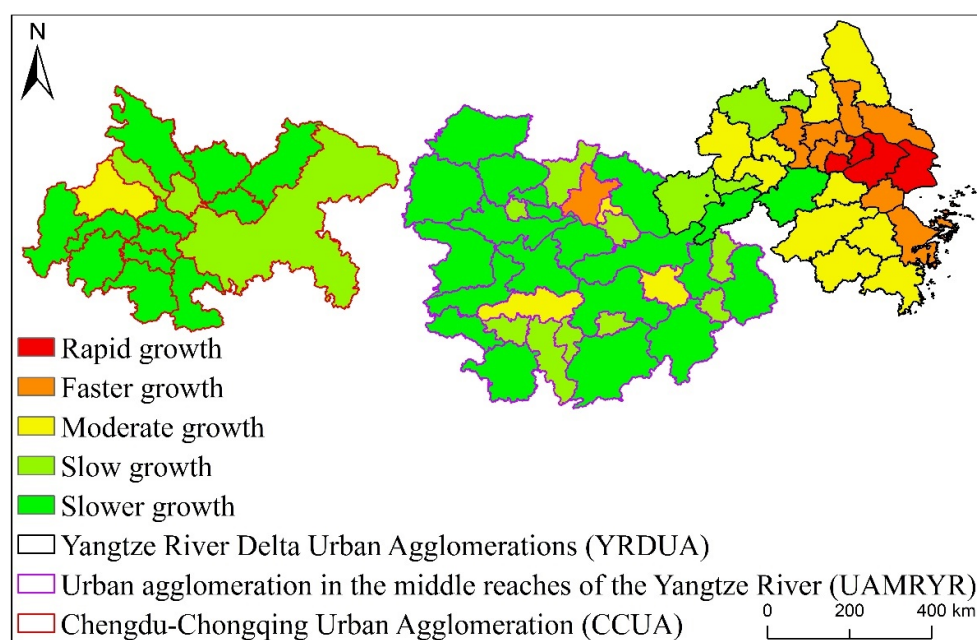 N
Rapid growth
Faster growth
Moderate growth
Slow growth
Slower growth
Yangtze River Delta Urban Agglomerations (YRDUA)
Urban agglomeration in the middle reaches of the Yangtze River (UAMRYR)
Chengdu-Chongqing Urban Agglomeration (CCUA)
0 200 400 km